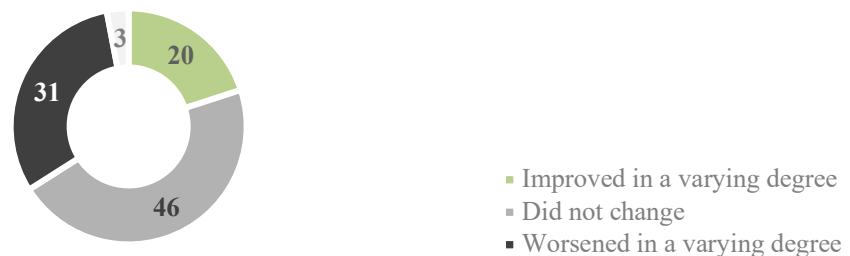 3
20
31
46
Improved in a varying degree
Did not change
Worsened in a varying degree